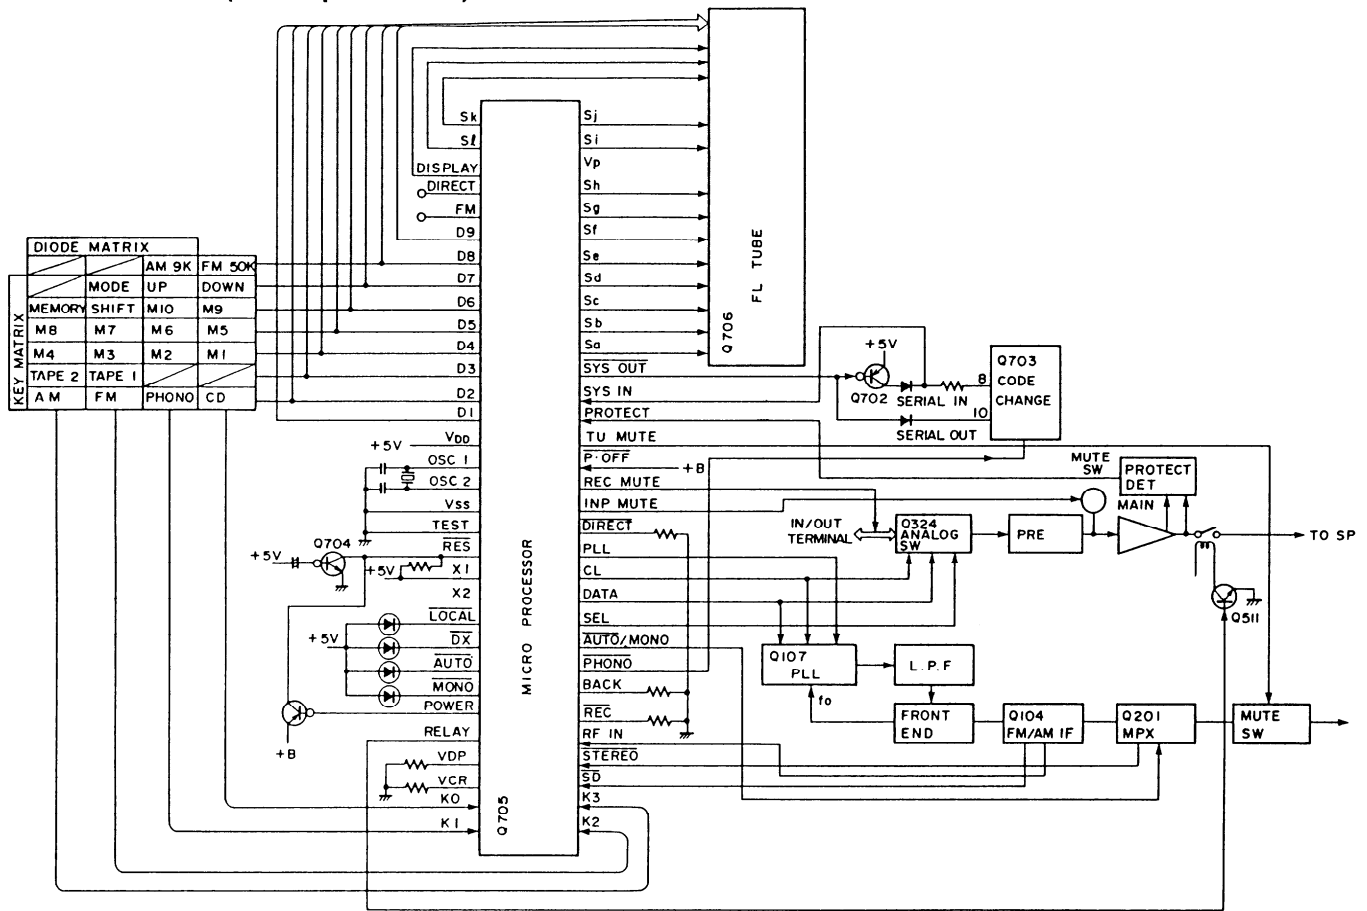 DIODE MATRIX
AM 9K FM 50K
MODE UP DOWN
MEMORY SHIFT M10 M9
M8 M7 M6 M5
M4 M3 M2 M1
TAPE 2 TAPE 1
AM FM PHONO CD
KEY MATRIX
Sk
Sℓ
DISPLAY
DIRECT
FM
D9
D8
D7
D6
D5
D4
D3
D2
D1
+5V VDD
OSC 1
OSC 2
Vss
TEST
Q704
RES
+5V
+5V X1
X2
LOCAL
+5V DX
AUTO
MONO
POWER
+B
RELAY
VDP
VCR
K0
K1
MICRO PROCESSOR
Q705
Sj
Si
Vp
Sh
Sg
Sf
Se
Sd
Sc
Sb
Sa
SYS OUT
SYS IN
PROTECT
TU MUTE
P·OFF +B
REC MUTE
INP MUTE
DIRECT
PLL
CL
DATA
SEL
AUTO/MONO
PHONO
BACK
REC
RF IN
STEREO
SD
K3
K2
FL TUBE
Q706
+5V
Q702
SERIAL IN
SERIAL OUT
8
10
Q703
CODE
CHANGE
MUTE
SW
PROTECT
DET
MAIN
IN/OUT
TERMINAL
Q324
ANALOG
SW
PRE
TO SP
Q511
Q107
PLL
L.P.F
fo
FRONT
END
Q104
FM/AM IF
Q201
MPX
MUTE
SW